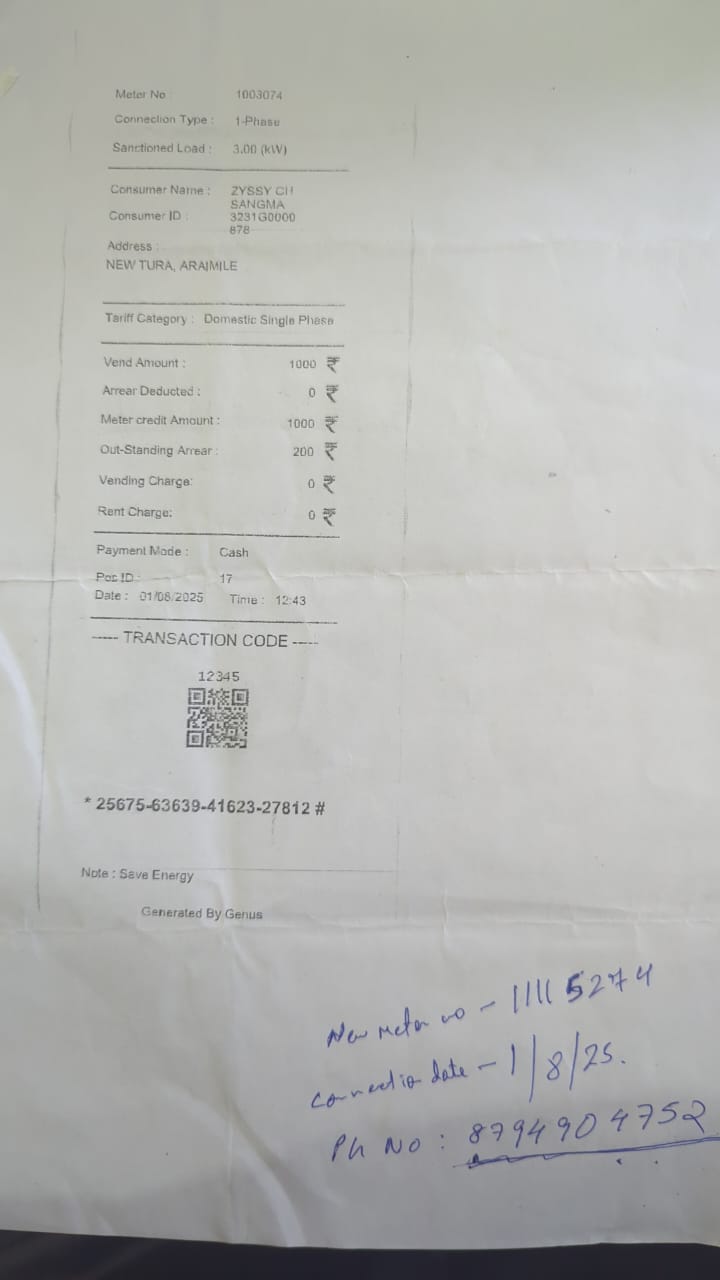 Meter No : 1003074
Connection Type : 1-Phase
Sanctioned Load : 3.00 (kW)
Consumer Name : ZYSSY CH
SANGMA
Consumer ID : 3231G0000
878
Address :
NEW TURA, ARAIMILE
Tariff Category : Domestic Single Phase
Vend Amount : 1000 ₹
Arrear Deducted : 0 ₹
Meter credit Amount : 1000 ₹
Out-Standing Arrear : 200 ₹
Vending Charge: 0 ₹
Rent Charge: 0 ₹
Payment Mode : Cash
Pos ID : 17
Date : 01/08/2025 Time : 12:43
----- TRANSACTION CODE -----
12345
* 25675-63639-41623-27812 #
Note : Save Energy
Generated By Genus
New meter no - 11115274
Connection date - 1/8/25.
Ph No : 8794904752